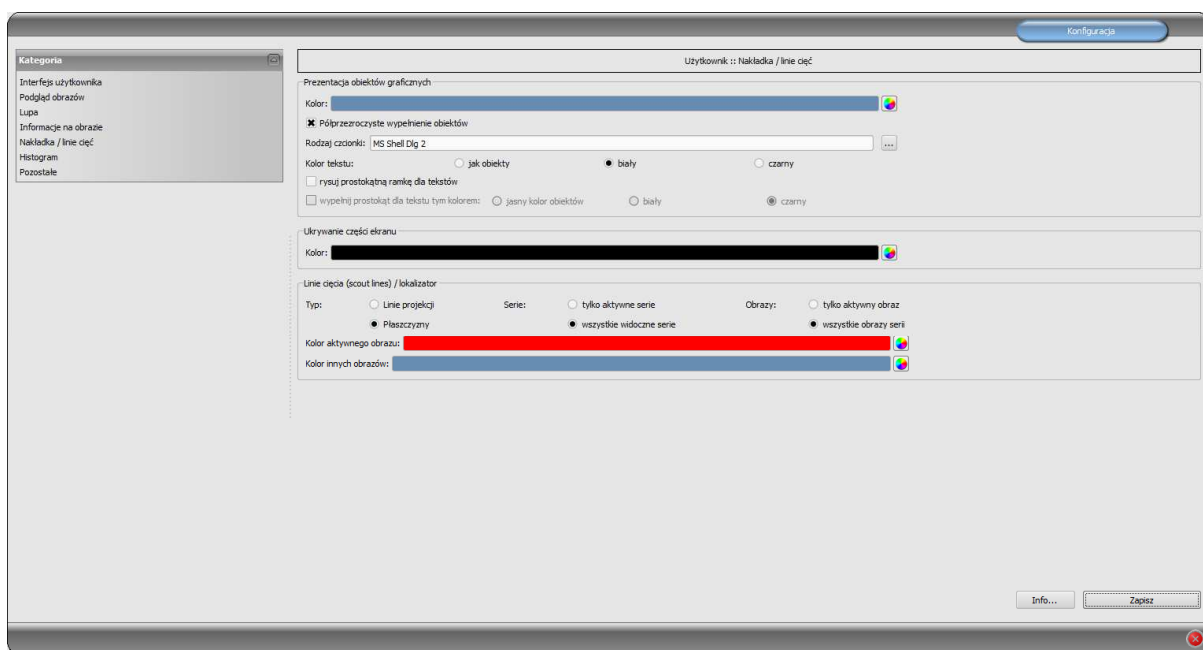 Konfiguracja
Kategoria
Interfejs użytkownika
Podgląd obrazów
Lupa
Informacje na obrazie
Nakładka / linie cięć
Histogram
Pozostałe
Użytkownik :: Nakładka / linie cięć
Prezentacja obiektów graficznych
Kolor:
Półprzezroczyste wypełnienie obiektów
Rodzaj czcionki: MS Shell Dlg 2 ...
Kolor tekstu: jak obiekty biały czarny
rysuj prostokątną ramkę dla tekstów
wypełnij prostokąt dla tekstu tym kolorem: jasny kolor obiektów biały czarny
Ukrywanie części ekranu
Kolor:
Linie cięcia (scout lines) / lokalizator
Typ: Linie projekcji Serie: tylko aktywne serie Obrazy: tylko aktywny obraz
Płaszczyzny wszystkie widoczne serie wszystkie obrazy serii
Kolor aktywnego obrazu:
Kolor innych obrazów:
Info... Zapisz